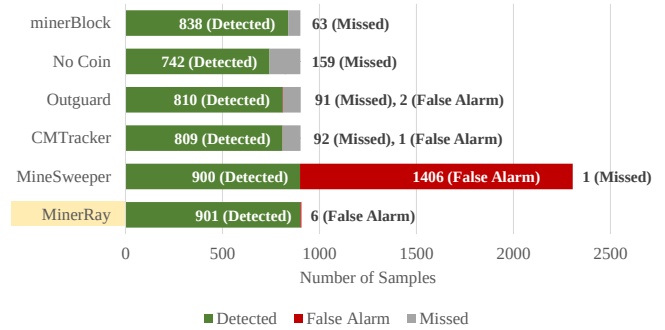 minerBlock 838 (Detected) 63 (Missed)
No Coin 742 (Detected) 159 (Missed)
Outguard 810 (Detected) 91 (Missed), 2 (False Alarm)
CMTracker 809 (Detected) 92 (Missed), 1 (False Alarm)
MineSweeper 900 (Detected) 1406 (False Alarm) 1 (Missed)
MinerRay 901 (Detected) 6 (False Alarm)
0 500 1000 1500 2000 2500
Number of Samples
Detected False Alarm Missed